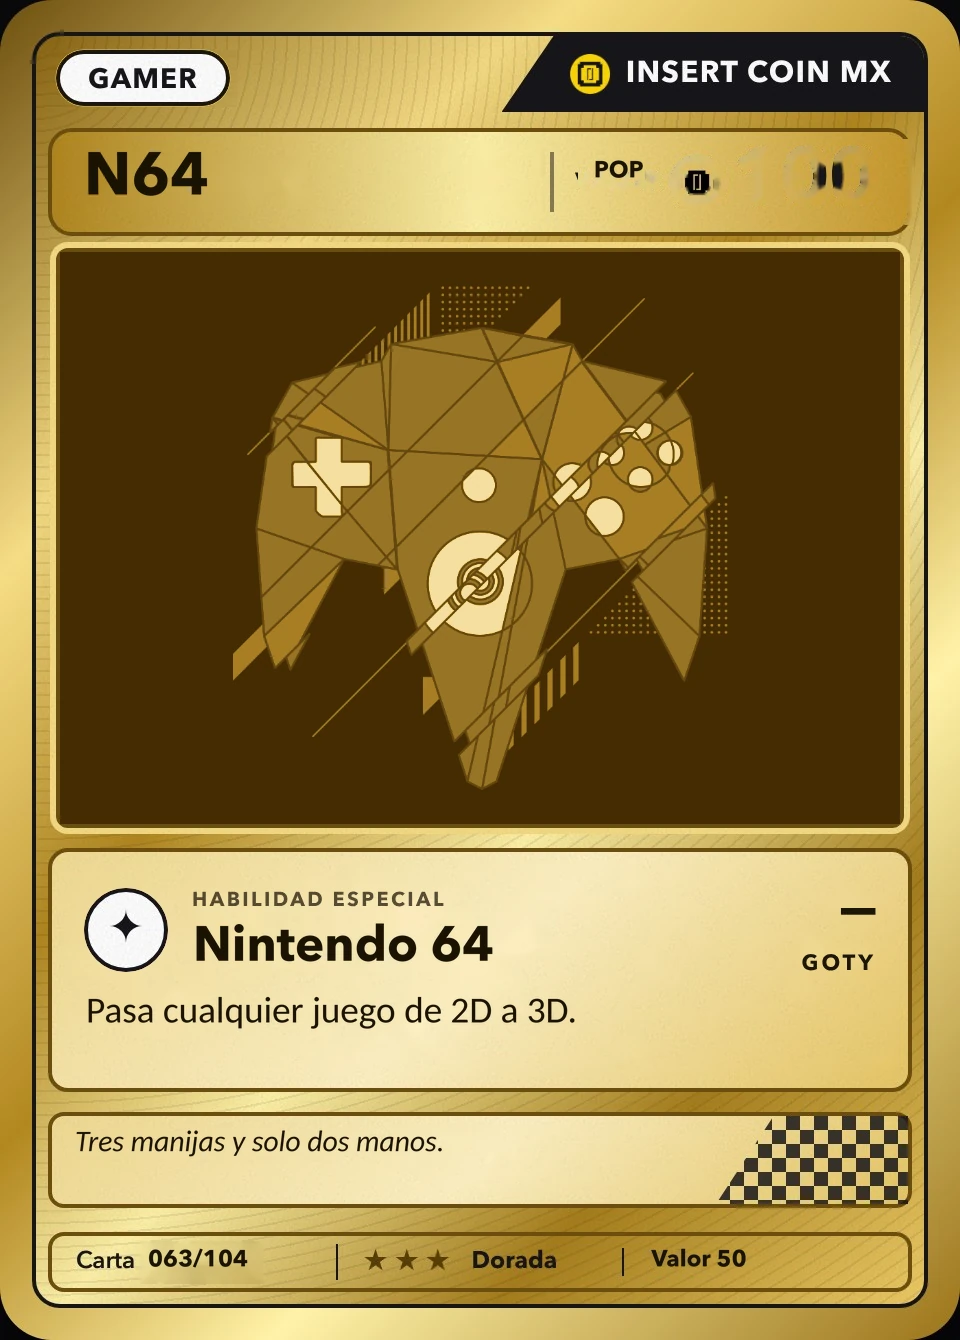 GAMER
INSERT COIN MX
N64
POP
HABILIDAD ESPECIAL
Nintendo 64
—
GOTY
Pasa cualquier juego de 2D a 3D.
Tres manijas y solo dos manos.
Carta 063/104
★★★ Dorada
Valor 50